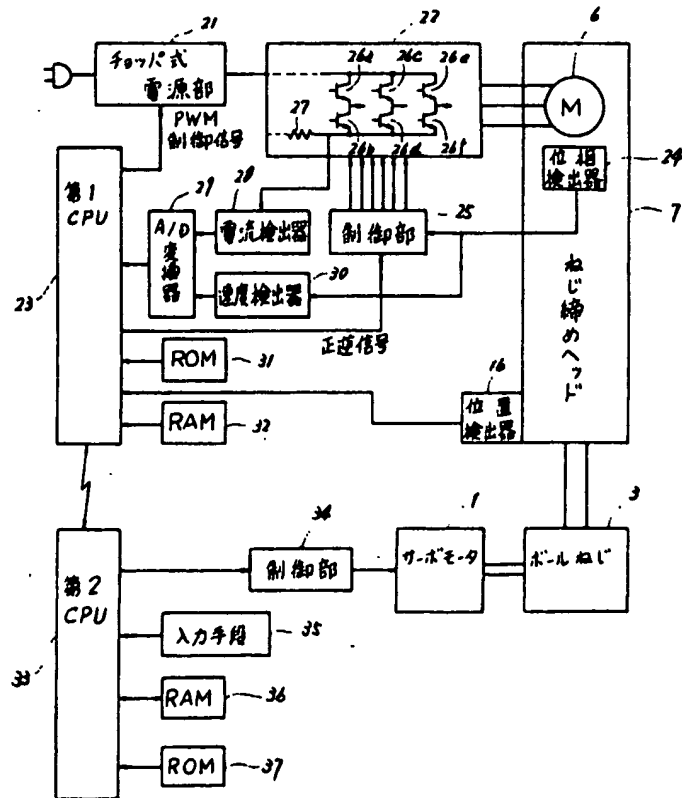 21
チョッパ式
電源部
PWM
制御信号
22
26a
26c
26e
27
26b
26d
26f
6
M
位相
検出器
24
7
ねじ締めヘッド
第1
CPU
23
29
A/D
変換器
28
電流検出器
25
制御部
30
速度検出器
正逆信号
ROM
31
RAM
32
16
位置
検出器
第2
CPU
33
34
制御部
1
サーボモータ
3
ボールねじ
入力手段
35
RAM
36
ROM
37